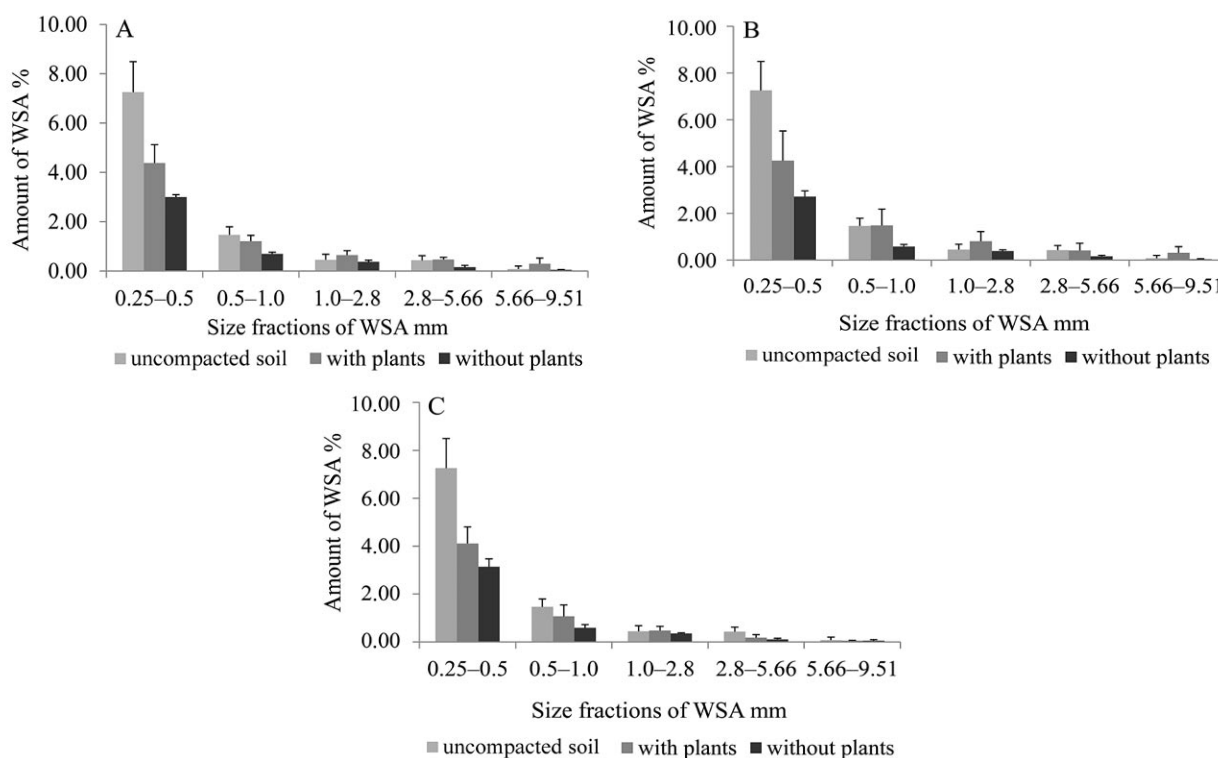 A
Amount of WSA %
10.00
8.00
6.00
4.00
2.00
0.00
0.25–0.5 0.5–1.0 1.0–2.8 2.8–5.66 5.66–9.51
Size fractions of WSA mm
uncompacted soil with plants without plants
B
Amount of WSA %
10.00
8.00
6.00
4.00
2.00
0.00
0.25–0.5 0.5–1.0 1.0–2.8 2.8–5.66 5.66–9.51
Size fractions of WSA mm
uncompacted soil with plants without plants
C
Amount of WSA %
10.00
8.00
6.00
4.00
2.00
0.00
0.25–0.5 0.5–1.0 1.0–2.8 2.8–5.66 5.66–9.51
Size fractions of WSA mm
uncompacted soil with plants without plants